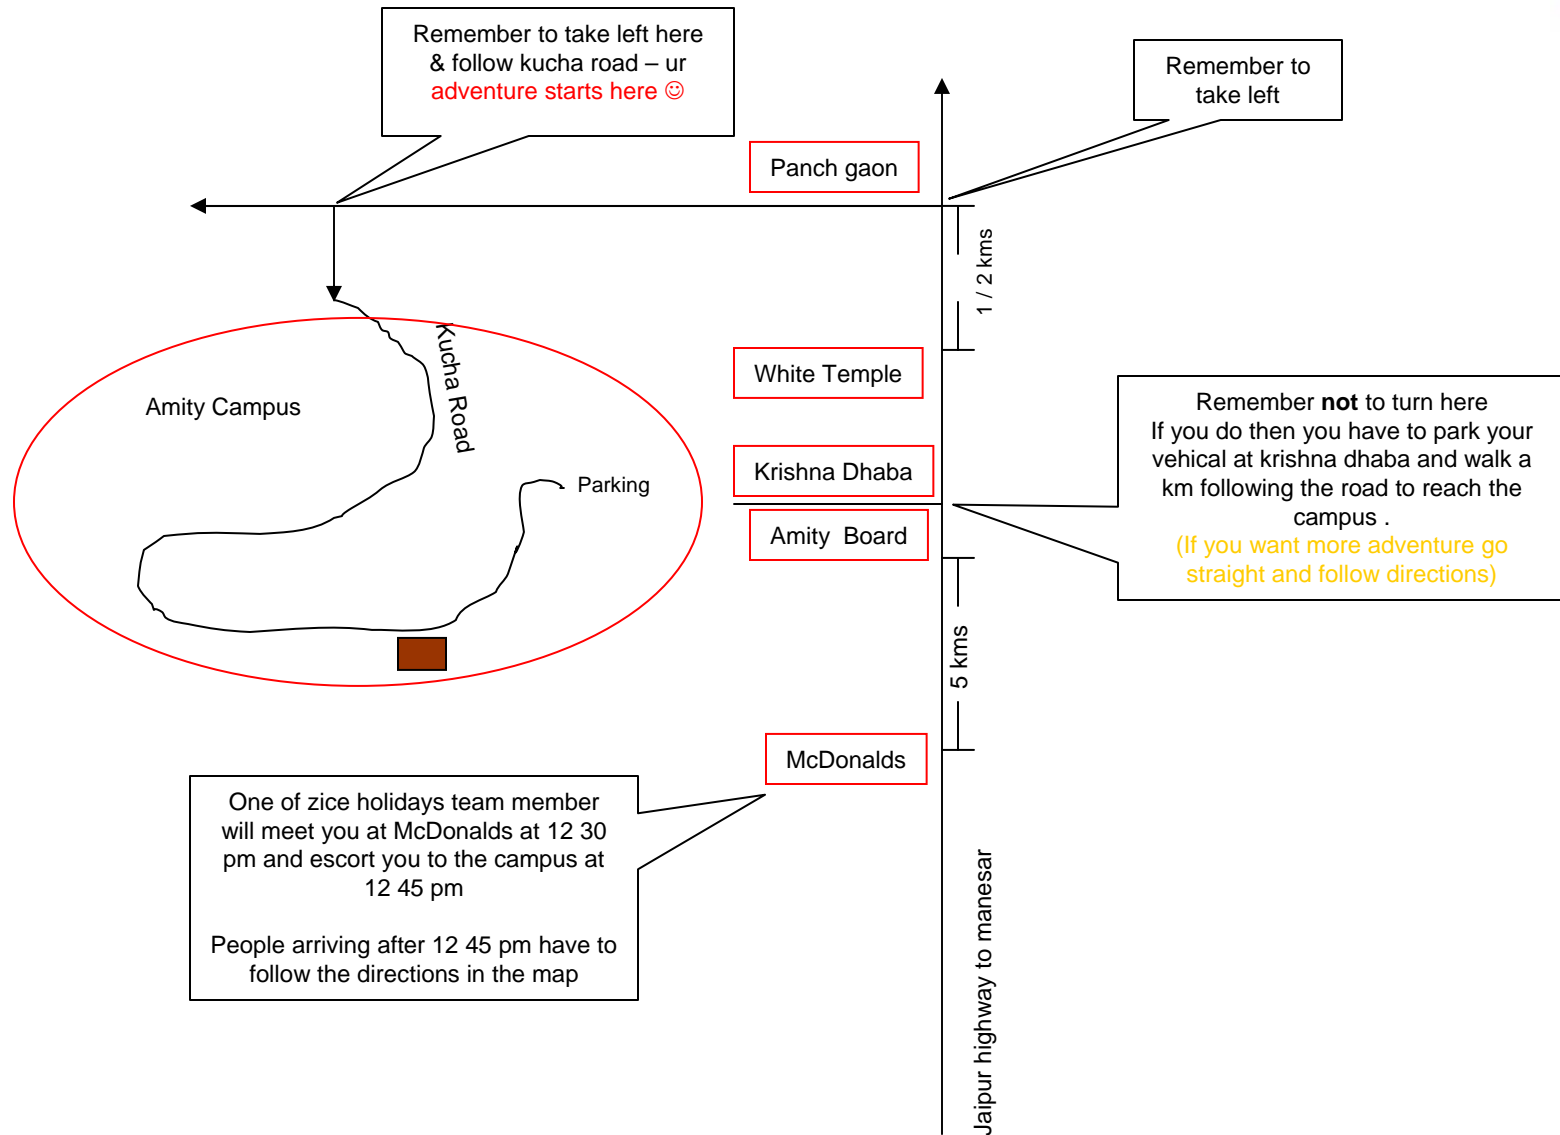 Remember to take left here
& follow kucha road – ur
adventure starts here ☺
Remember to
take left
Panch gaon
1 / 2 kms
Kucha Road
White Temple
Amity Campus
Remember not to turn here
If you do then you have to park your
vehical at krishna dhaba and walk a
km following the road to reach the
campus .
(If you want more adventure go
straight and follow directions)
Krishna Dhaba
Parking
Amity Board
5 kms
McDonalds
One of zice holidays team member
will meet you at McDonalds at 12 30
pm and escort you to the campus at
12 45 pm
People arriving after 12 45 pm have to
follow the directions in the map
Jaipur highway to manesar